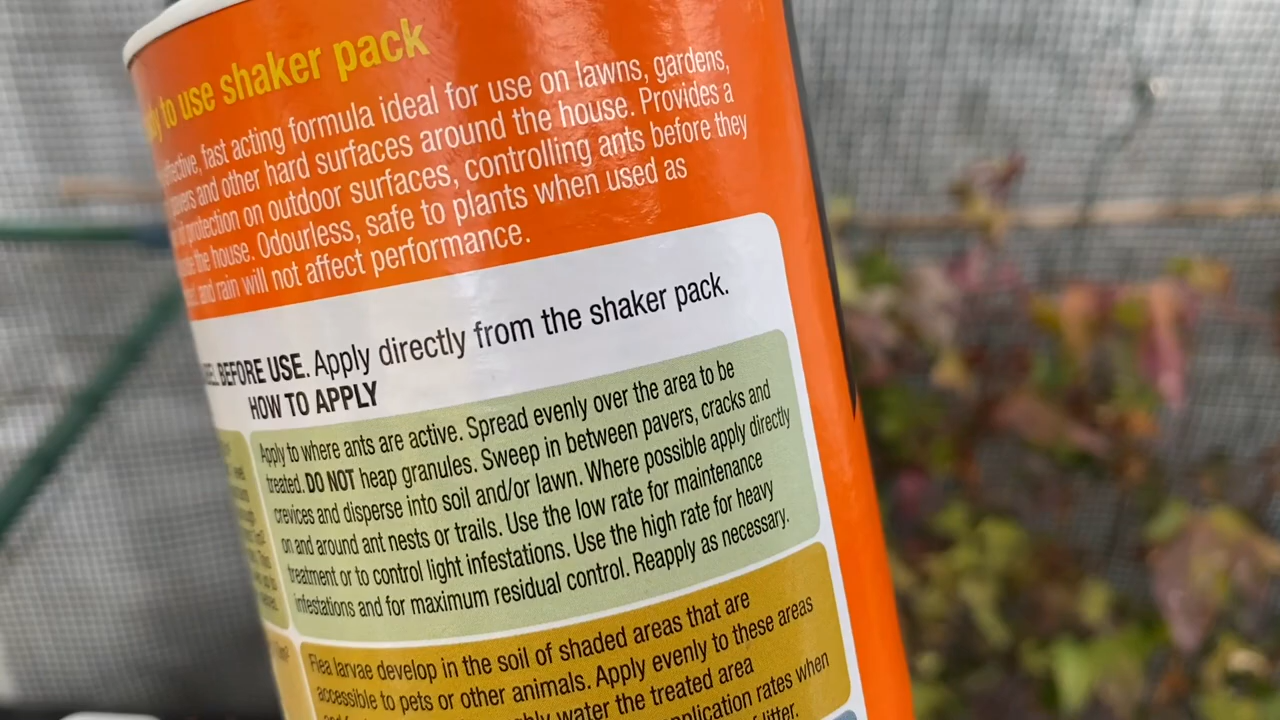 to use shaker pack
fast acting formula ideal for use on lawns, gardens,
and other hard surfaces around the house. Provides a
protection on outdoor surfaces, controlling ants before they
the house. Odourless, safe to plants when used as
and rain will not affect performance.
BEFORE USE. Apply directly from the shaker pack.
HOW TO APPLY
Apply to where ants are active. Spread evenly over the area to be
treated. DO NOT heap granules. Sweep in between pavers, cracks and
crevices and disperse into soil and/or lawn. Where possible apply directly
on and around ant nests or trails. Use the low rate for maintenance
treatment or to control light infestations. Use the high rate for heavy
infestations and for maximum residual control. Reapply as necessary.
Flea larvae develop in the soil of shaded areas that are
accessible to pets or other animals. Apply evenly to these areas
water the treated area
application rates when
litter.